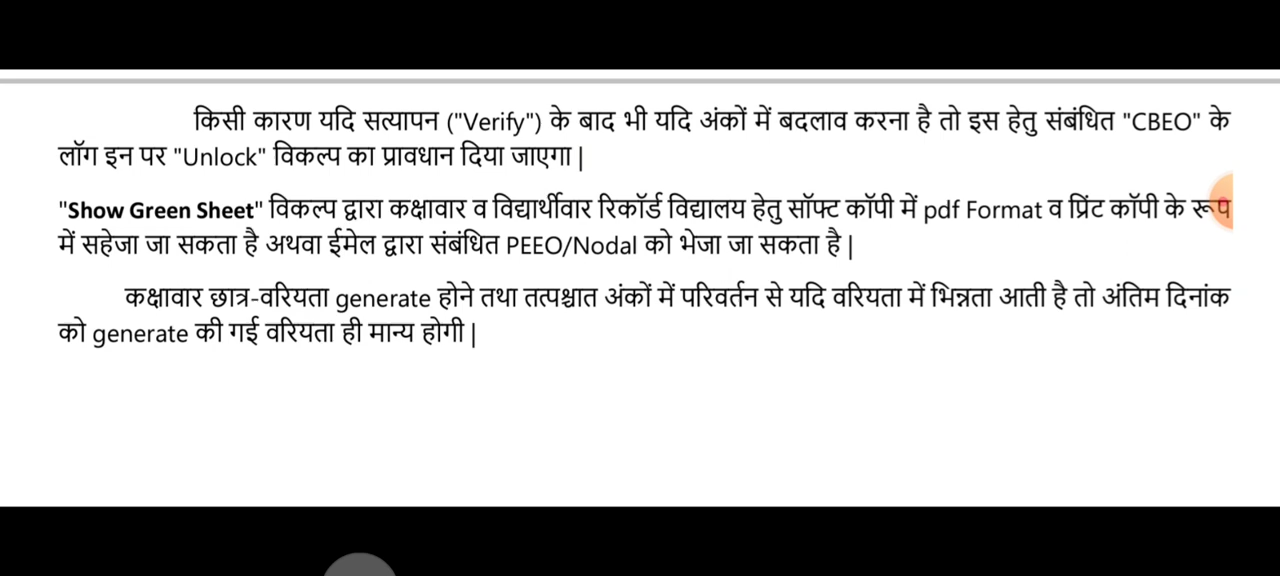 किसी कारण यदि सत्यापन ("Verify") के बाद भी यदि अंकों में बदलाव करना है तो इस हेतु संबंधित "CBEO" के
लॉग इन पर "Unlock" विकल्प का प्रावधान दिया जाएगा |
"Show Green Sheet" विकल्प द्वारा कक्षावार व विद्यार्थीवार रिकॉर्ड विद्यालय हेतु सॉफ्ट कॉपी में pdf Format व प्रिंट कॉपी के रूप
में सहेजा जा सकता है अथवा ईमेल द्वारा संबंधित PEEO/Nodal को भेजा जा सकता है |
कक्षावार छात्र-वरियता generate होने तथा तत्पश्चात अंकों में परिवर्तन से यदि वरियता में भिन्नता आती है तो अंतिम दिनांक
को generate की गई वरियता ही मान्य होगी |